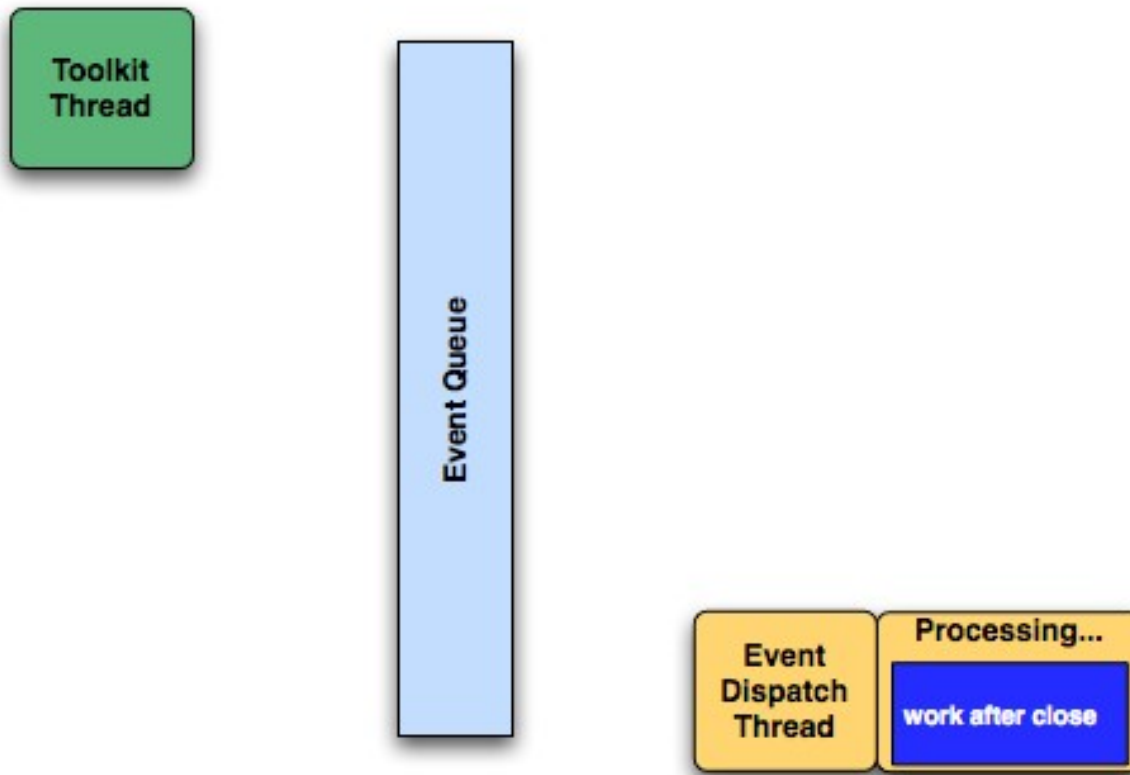 Toolkit
Thread
Event Queue
Processing...
Event
Dispatch
Thread
work after close